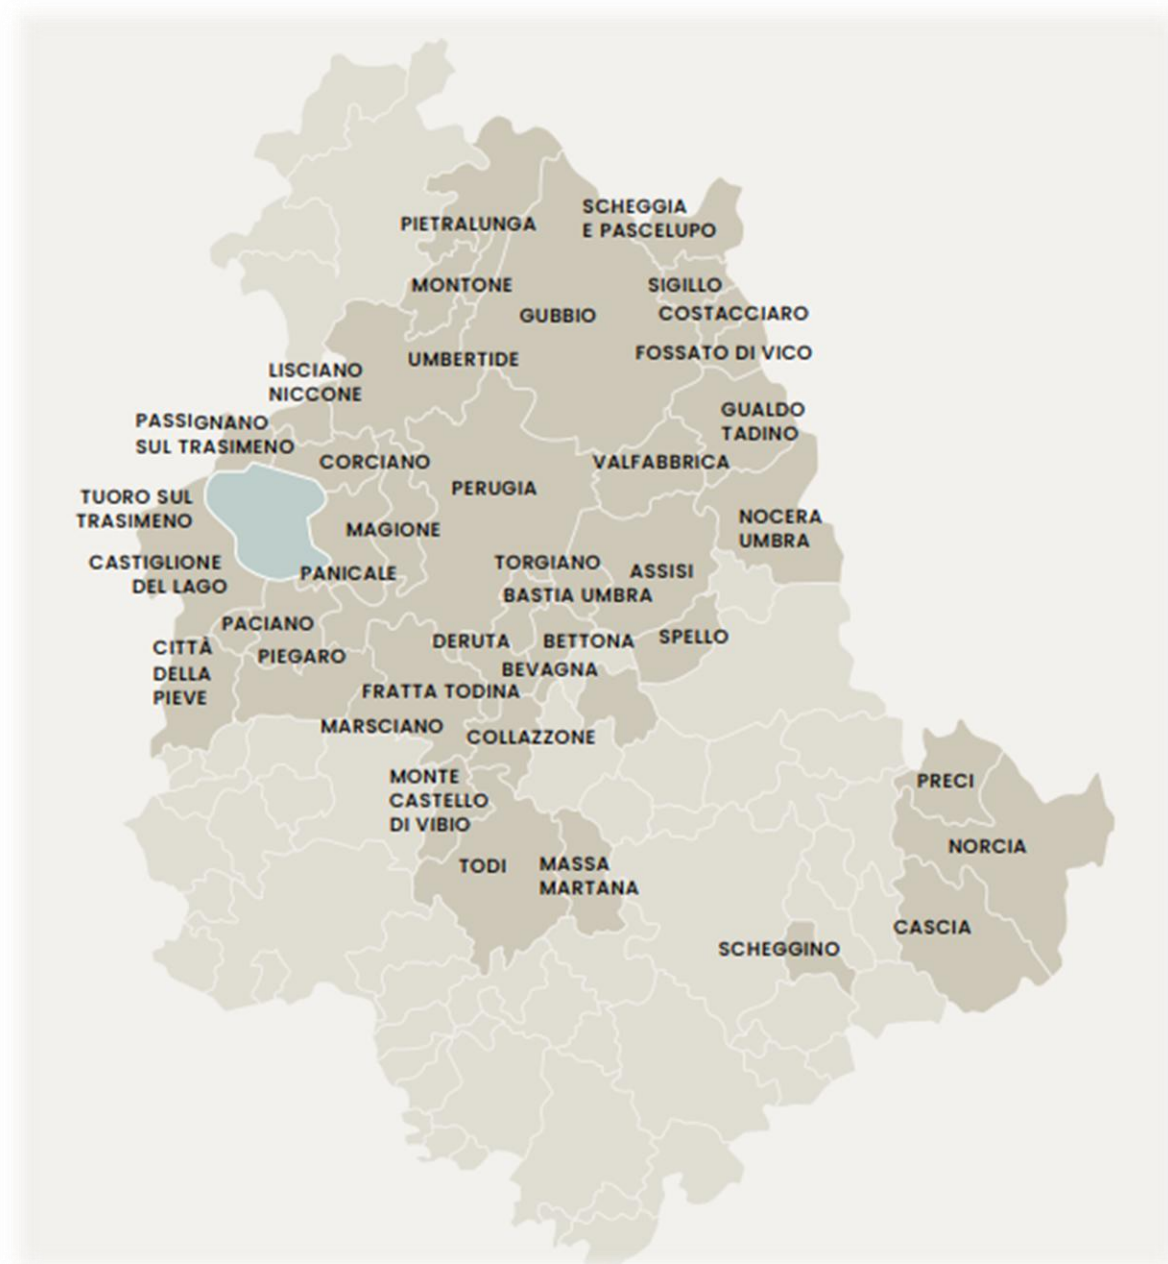 SCHEGGIA
E PASCELUPO
PIETRALUNGA
MONTONE
SIGILLO
GUBBIO
COSTACCIARO
UMBERTIDE
FOSSATO DI VICO
LISCIANO
NICCONE
PASSIGNANO
SUL TRASIMENO
GUALDO
TADINO
CORCIANO
VALFABBRICA
PERUGIA
TUORO SUL
TRASIMENO
MAGIONE
NOCERA
UMBRA
CASTIGLIONE
DEL LAGO
PANICALE
TORGIANO
ASSISI
BASTIA UMBRA
PACIANO
CITTÀ
DELLA
PIEVE
PIEGARO
DERUTA
BETTONA
SPELLO
BEVAGNA
FRATTA TODINA
MARSCIANO
COLLAZZONE
MONTE
CASTELLO
DI VIBIO
PRECI
NORCIA
TODI
MASSA
MARTANA
CASCIA
SCHEGGINO